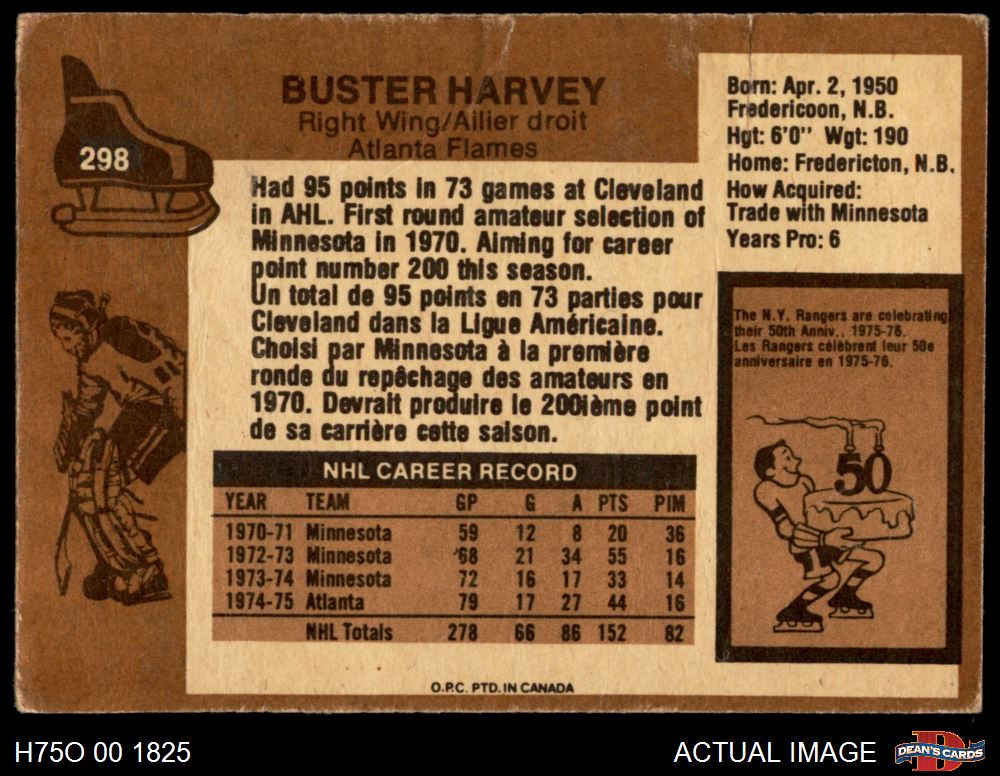 298
BUSTER HARVEY
Right Wing/Ailier droit
Atlanta Flames
Born: Apr. 2, 1950
Fredericoon, N.B.
Hgt: 6'0" Wgt: 190
Home: Fredericton, N.B.
How Acquired:
Trade with Minnesota
Years Pro: 6
Had 95 points in 73 games at Cleveland
in AHL. First round amateur selection of
Minnesota in 1970. Aiming for career
point number 200 this season.
Un total de 95 points en 73 parties pour
Cleveland dans la Ligue Américaine.
Choisi par Minnesota à la première
ronde du repêchage des amateurs en
1970. Devrait produire le 200ième point
de sa carrière cette saison.
The N.Y. Rangers are celebrating
their 50th Anniv., 1975-76.
Les Rangers célèbrent leur 50e
anniversaire en 1975-76.
50
NHL CAREER RECORD
YEAR TEAM GP G A PTS PIM
1970-71 Minnesota 59 12 8 20 36
1972-73 Minnesota 68 21 34 55 16
1973-74 Minnesota 72 16 17 33 14
1974-75 Atlanta 79 17 27 44 16
NHL Totals 278 66 86 152 82
O.P.C. PTD. IN CANADA
H75O 00 1825
ACTUAL IMAGE
D
DEAN'S CARDS